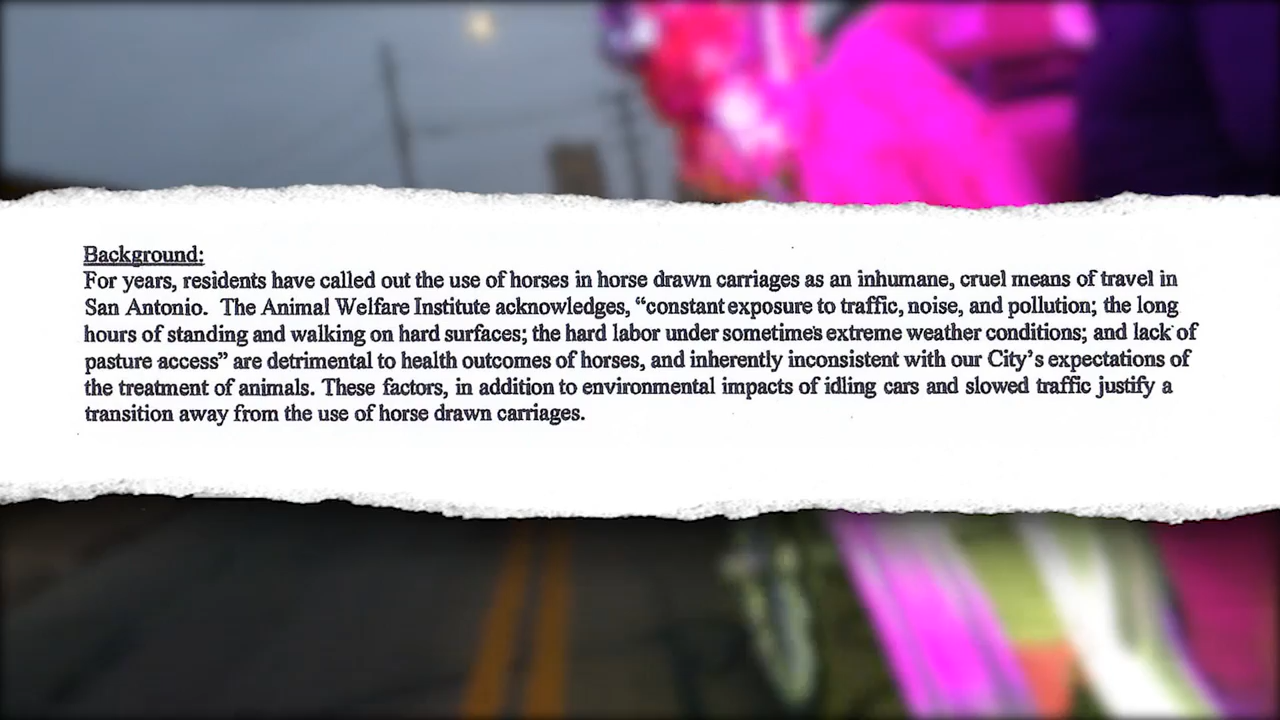 Background:
For years, residents have called out the use of horses in horse drawn carriages as an inhumane, cruel means of travel in
San Antonio. The Animal Welfare Institute acknowledges, “constant exposure to traffic, noise, and pollution; the long
hours of standing and walking on hard surfaces; the hard labor under sometimes extreme weather conditions; and lack of
pasture access” are detrimental to health outcomes of horses, and inherently inconsistent with our City’s expectations of
the treatment of animals. These factors, in addition to environmental impacts of idling cars and slowed traffic justify a
transition away from the use of horse drawn carriages.